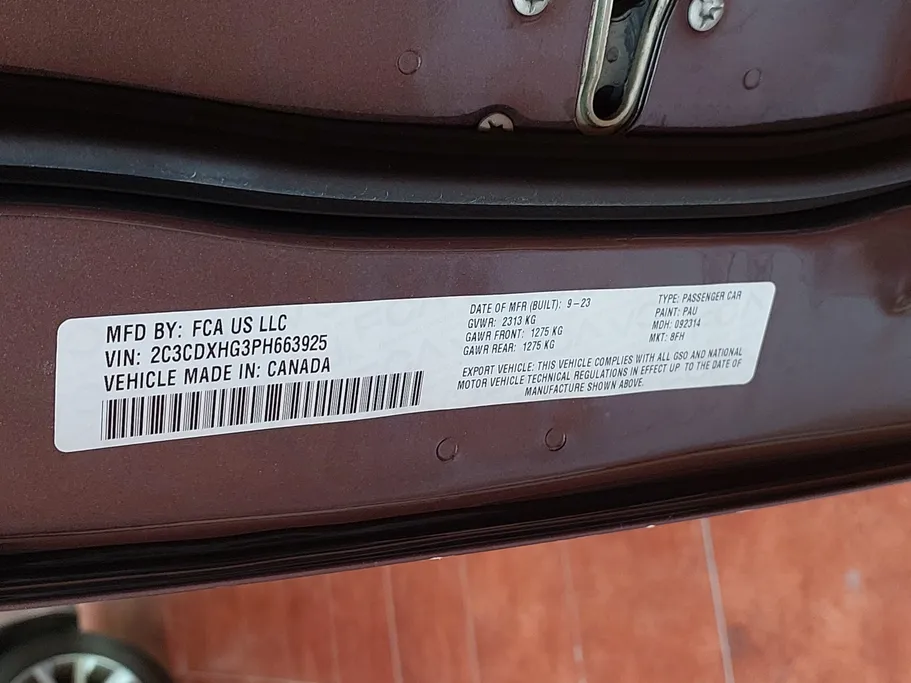 MFD BY: FCA US LLC
VIN: 2C3CDXHG3PH663925
VEHICLE MADE IN: CANADA
DATE OF MFR (BUILT): 9-23
GVWR: 2313 KG
GAWR FRONT: 1275 KG
GAWR REAR: 1275 KG
TYPE: PASSENGER CAR
PAINT: PAU
MDH: 092314
MKT: 8FH
EXPORT VEHICLE: THIS VEHICLE COMPLIES WITH ALL GSO AND NATIONAL
MOTOR VEHICLE TECHNICAL REGULATIONS IN EFFECT UP TO THE DATE OF
MANUFACTURE SHOWN ABOVE.